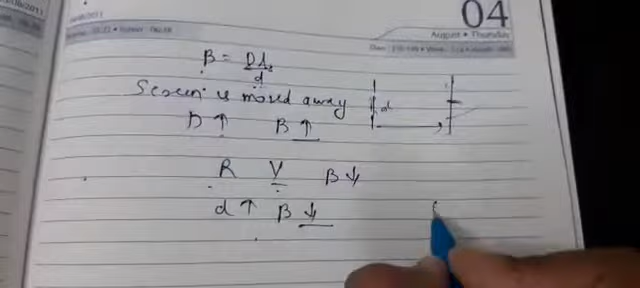 04
August • Thursday
B = Dλ/d
Screen is moved away
d
D ↑ B ↑
R V B ↓
d ↑ B ↓